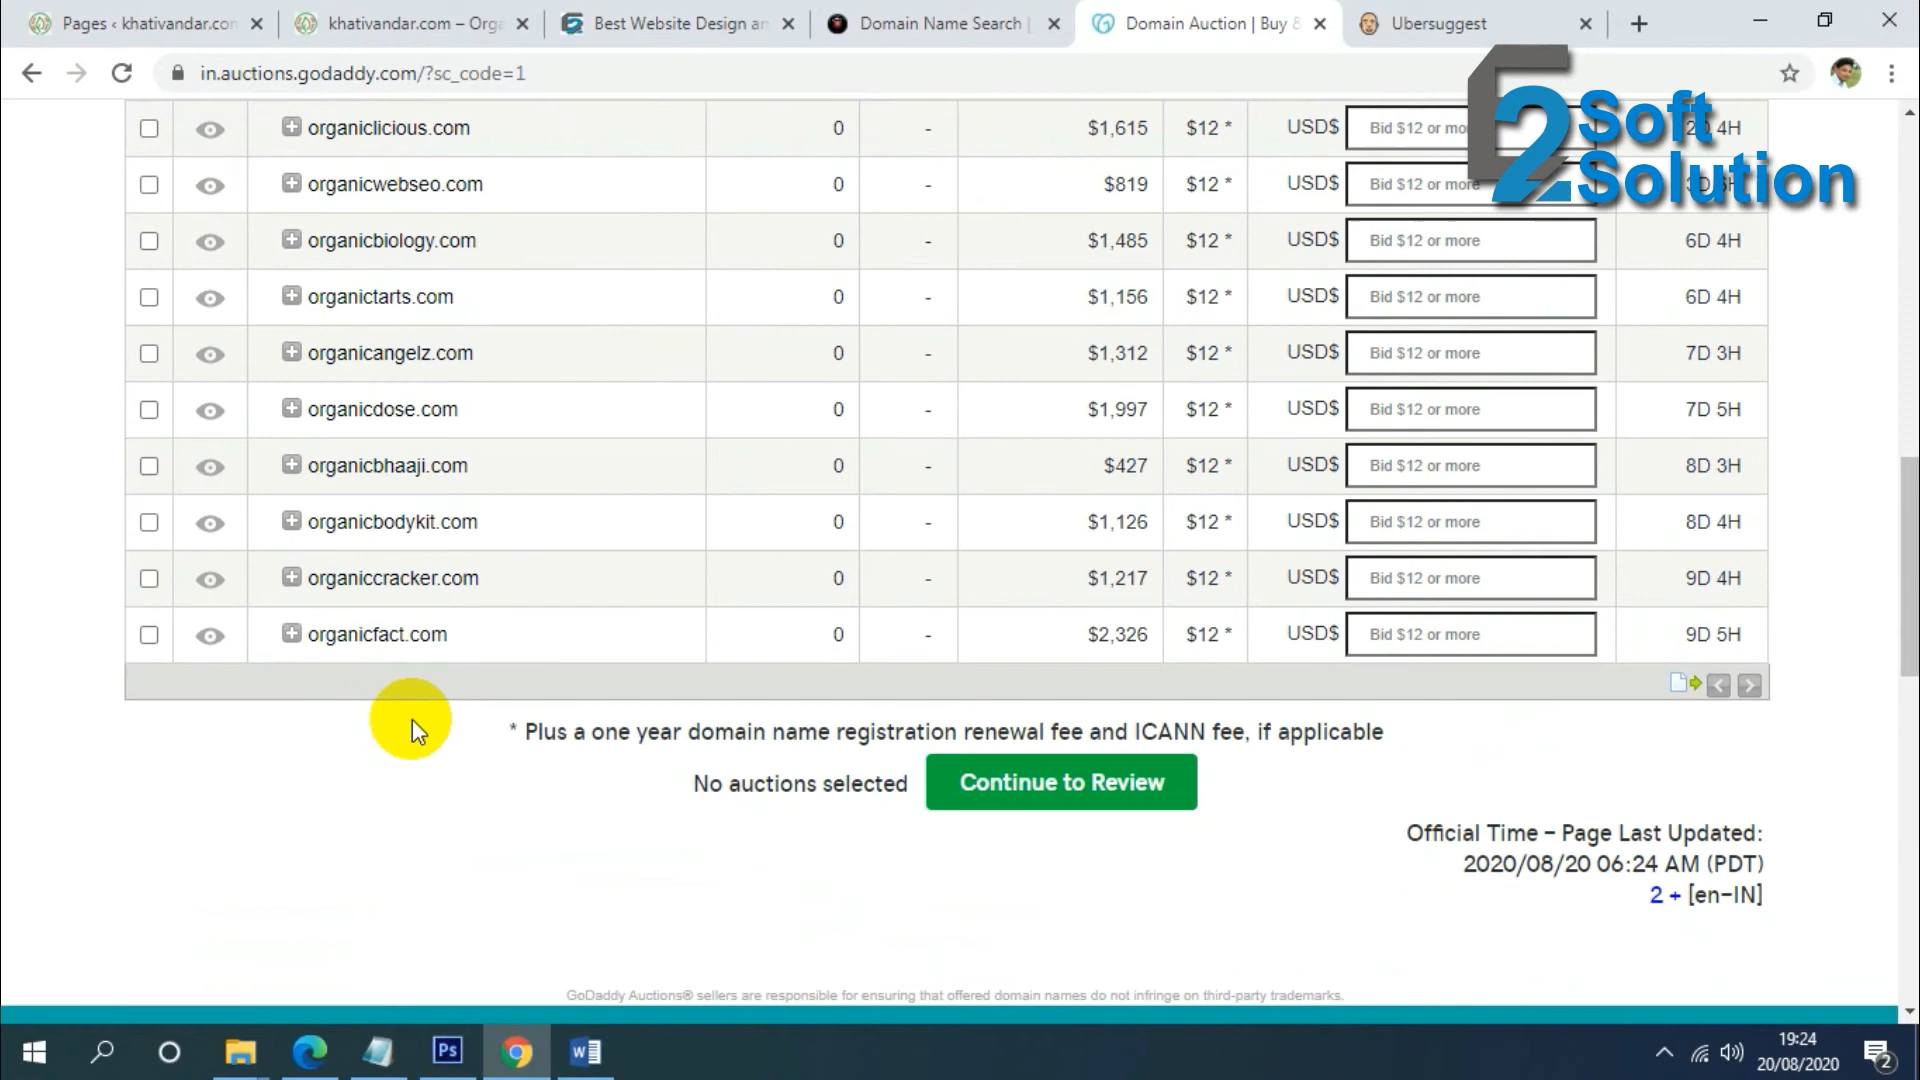 Pages ‹ khativandar.con
khativandar.com – Orga
Best Website Design an
Domain Name Search |
Domain Auction | Buy &
Ubersuggest
in.auctions.godaddy.com/?sc_code=1
2 Soft Solution
organiclicious.com 0 - $1,615 $12 * USD$ Bid $12 or mo 2D 4H
organicwebseo.com 0 - $819 $12 * USD$ Bid $12 or more
organicbiology.com 0 - $1,485 $12 * USD$ Bid $12 or more 6D 4H
organictarts.com 0 - $1,156 $12 * USD$ Bid $12 or more 6D 4H
organicangelz.com 0 - $1,312 $12 * USD$ Bid $12 or more 7D 3H
organicdose.com 0 - $1,997 $12 * USD$ Bid $12 or more 7D 5H
organicbhaaji.com 0 - $427 $12 * USD$ Bid $12 or more 8D 3H
organicbodykit.com 0 - $1,126 $12 * USD$ Bid $12 or more 8D 4H
organiccracker.com 0 - $1,217 $12 * USD$ Bid $12 or more 9D 4H
organicfact.com 0 - $2,326 $12 * USD$ Bid $12 or more 9D 5H
* Plus a one year domain name registration renewal fee and ICANN fee, if applicable
No auctions selected Continue to Review
Official Time – Page Last Updated:
2020/08/20 06:24 AM (PDT)
2 + [en-IN]
GoDaddy Auctions® sellers are responsible for ensuring that offered domain names do not infringe on third-party trademarks.
Ps
W
19:24
20/08/2020
2